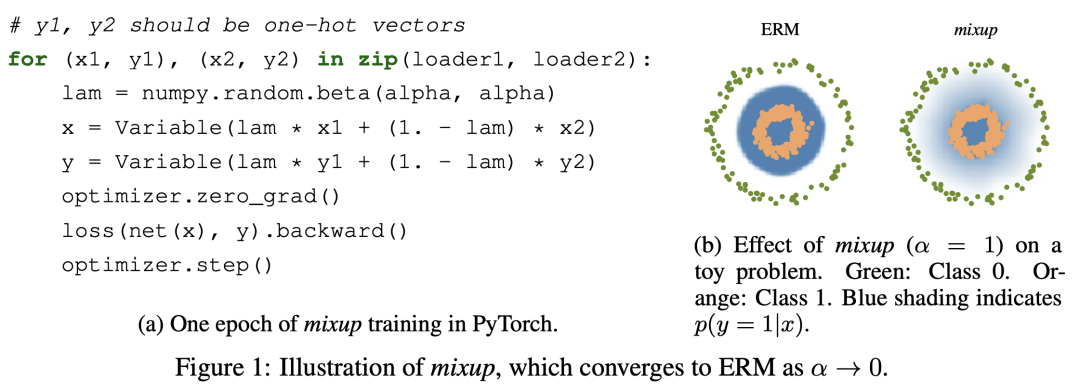 # y1, y2 should be one-hot vectors
for (x1, y1), (x2, y2) in zip(loader1, loader2):
    lam = numpy.random.beta(alpha, alpha)
    x = Variable(lam * x1 + (1. - lam) * x2)
    y = Variable(lam * y1 + (1. - lam) * y2)
    optimizer.zero_grad()
    loss(net(x), y).backward()
    optimizer.step()
(a) One epoch of mixup training in PyTorch.
ERM
mixup
(b) Effect of mixup (α = 1) on a
toy problem. Green: Class 0. Or-
ange: Class 1. Blue shading indicates
p(y = 1|x).
Figure 1: Illustration of mixup, which converges to ERM as α → 0.